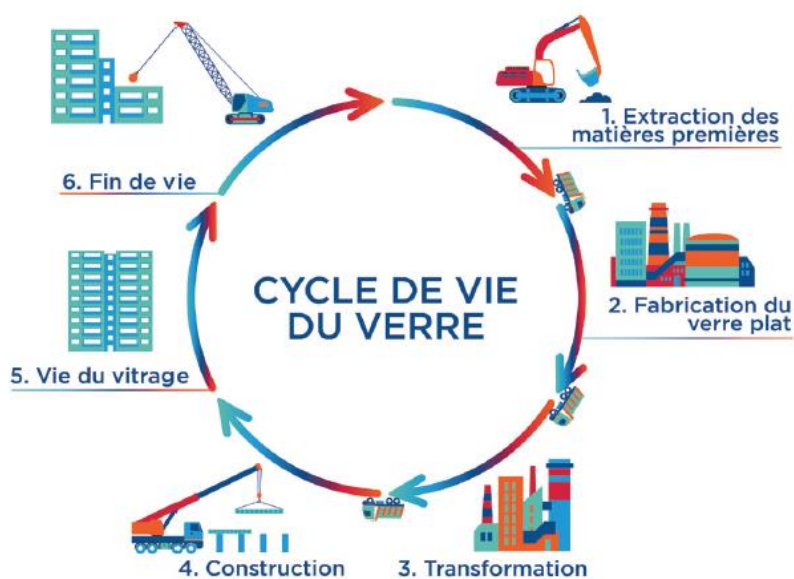 1. Extraction des
matières premières
6. Fin de vie
CYCLE DE VIE
DU VERRE
2. Fabrication du
verre plat
5. Vie du vitrage
4. Construction
3. Transformation